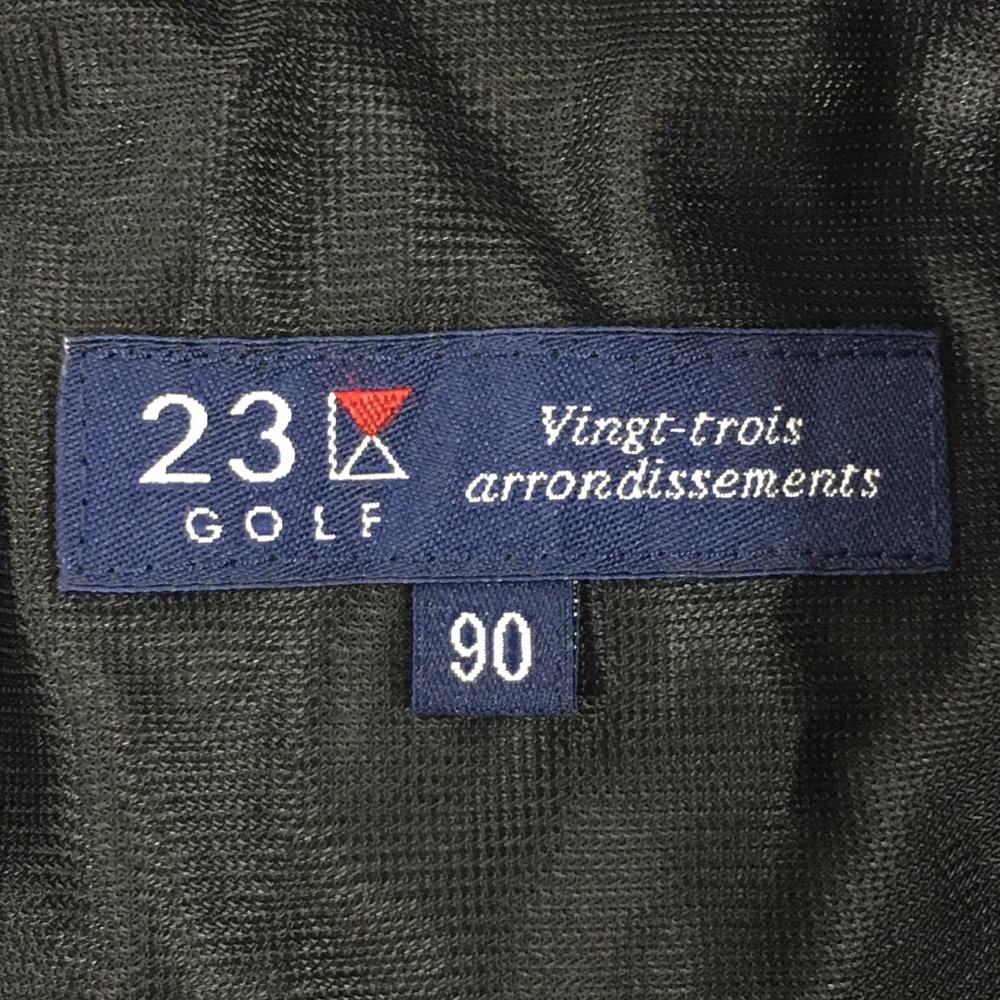 23
GOLF
Vingt-trois
arrondissements
90